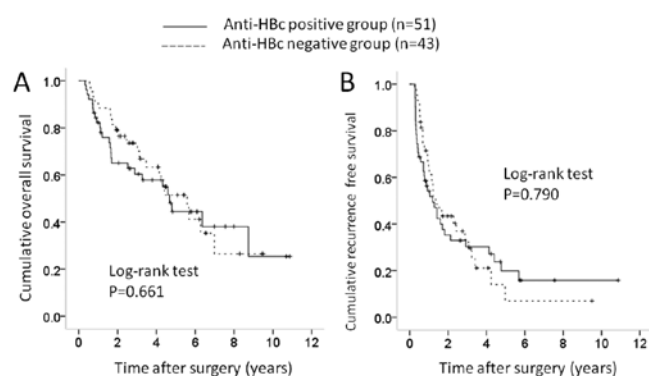 Anti-HBc positive group (n=51)
Anti-HBc negative group (n=43)
A
Cumulative overall survival
1.0
0.8
0.6
0.4
0.2
0.0
Log-rank test
P=0.661
0 2 4 6 8 10 12
Time after surgery (years)
B
Cumulative recurrence free survival
1.0
0.8
0.6
0.4
0.2
0.0
Log-rank test
P=0.790
0 2 4 6 8 10 12
Time after surgery (years)